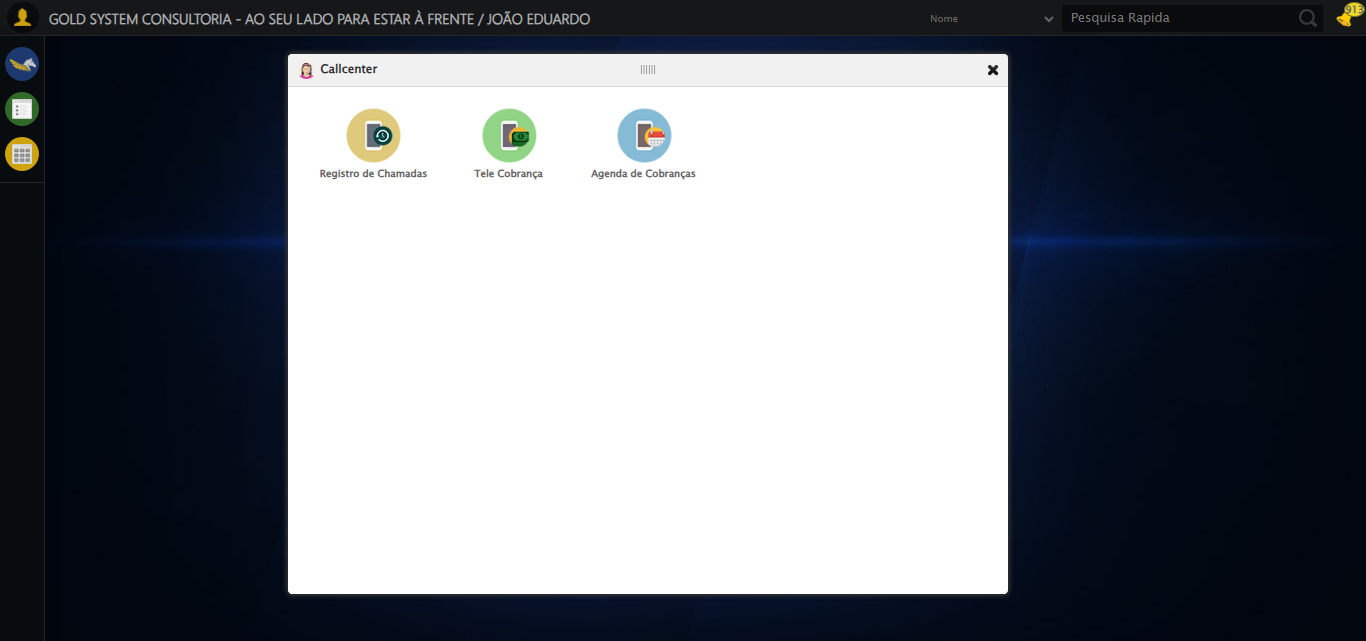 GOLD SYSTEM CONSULTORIA - AO SEU LADO PARA ESTAR À FRENTE / JOÃO EDUARDO
Nome
Pesquisa Rapida
913
Callcenter
Registro de Chamadas
Tele Cobrança
Agenda de Cobranças